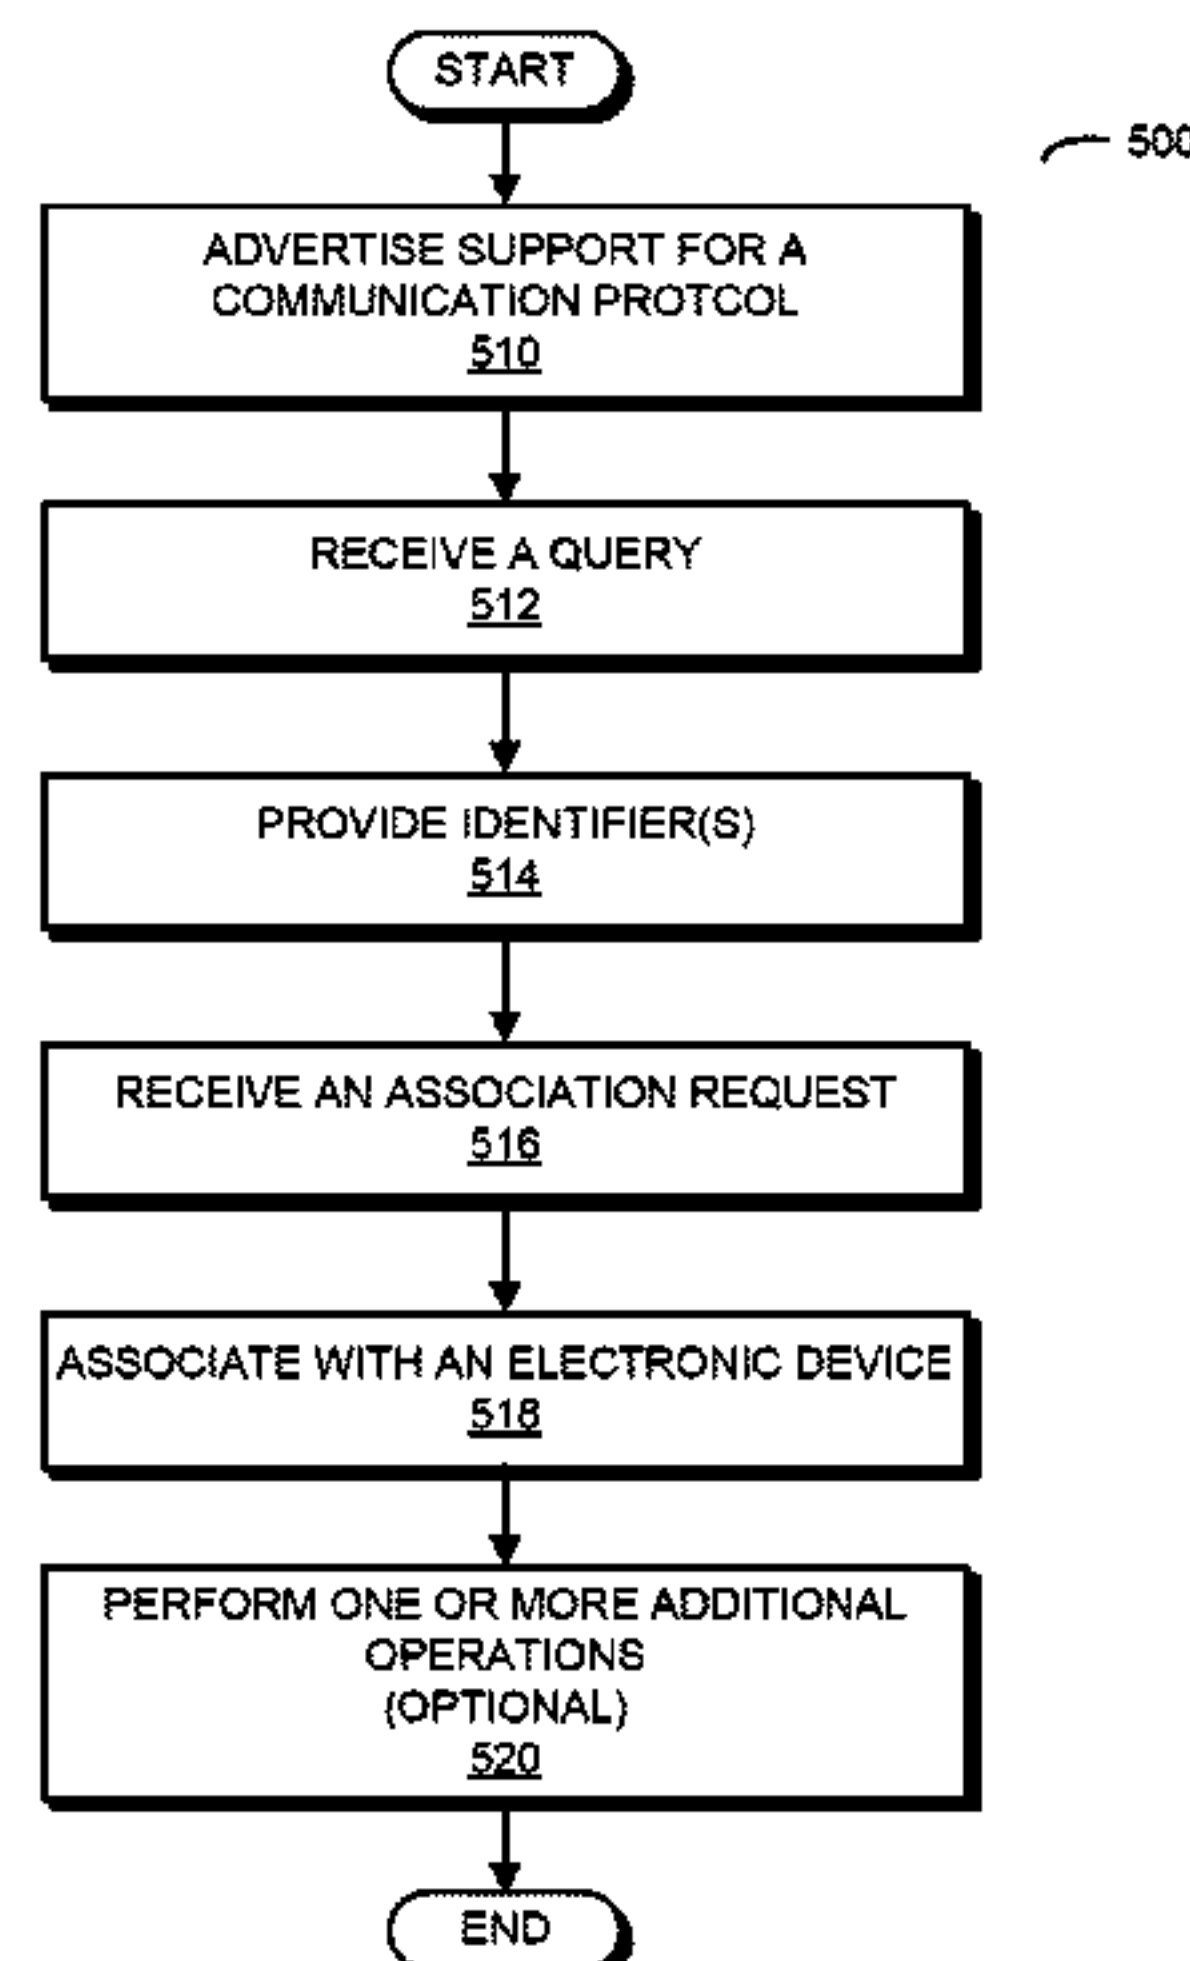 START
500
ADVERTISE SUPPORT FOR A
COMMUNICATION PROTCOL
510
RECEIVE A QUERY
512
PROVIDE IDENTIFIER(S)
514
RECEIVE AN ASSOCIATION REQUEST
516
ASSOCIATE WITH AN ELECTRONIC DEVICE
518
PERFORM ONE OR MORE ADDITIONAL
OPERATIONS
(OPTIONAL)
520
END